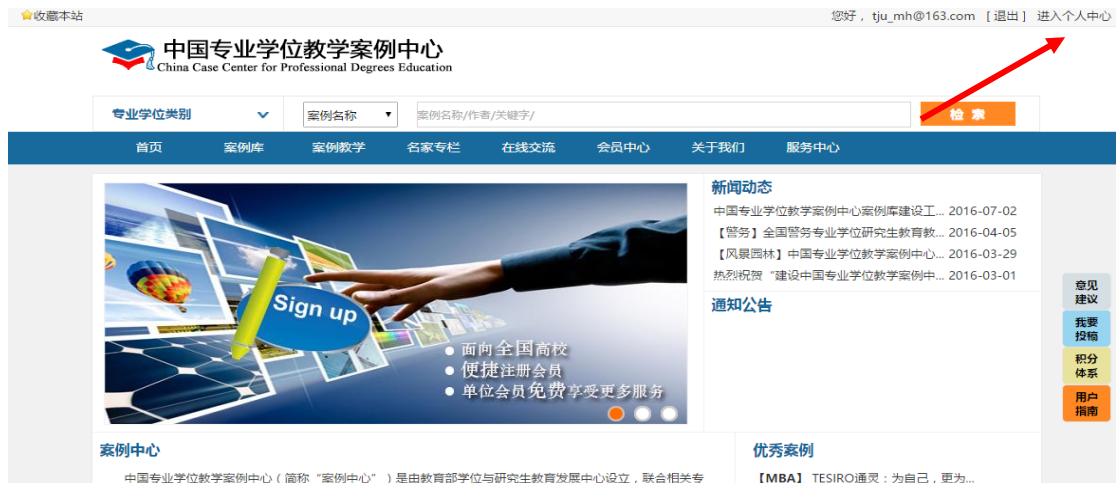 收藏本站
您好，tju_mh@163.com [退出] 进入个人中心
中国专业学位教学案例中心
China Case Center for Professional Degrees Education
专业学位类别
案例名称
案例名称/作者/关键字/
检 索
首页 案例库 案例教学 名家专栏 在线交流 会员中心 关于我们 服务中心
Sign up
面向全国高校
便捷注册会员
单位会员免费享受更多服务
新闻动态
中国专业学位教学案例中心案例库建设工... 2016-07-02
【警务】全国警务专业学位研究生教育教... 2016-04-05
【风景园林】中国专业学位教学案例中心... 2016-03-29
热烈祝贺“建设中国专业学位教学案例中... 2016-03-01
通知公告
意见
建议
我要
投稿
积分
体系
用户
指南
案例中心
中国专业学位教学案例中心（简称“案例中心”）是由教育部学位与研究生教育发展中心设立，联合相关专
优秀案例
【MBA】TESIRO通灵：为自己，更为...